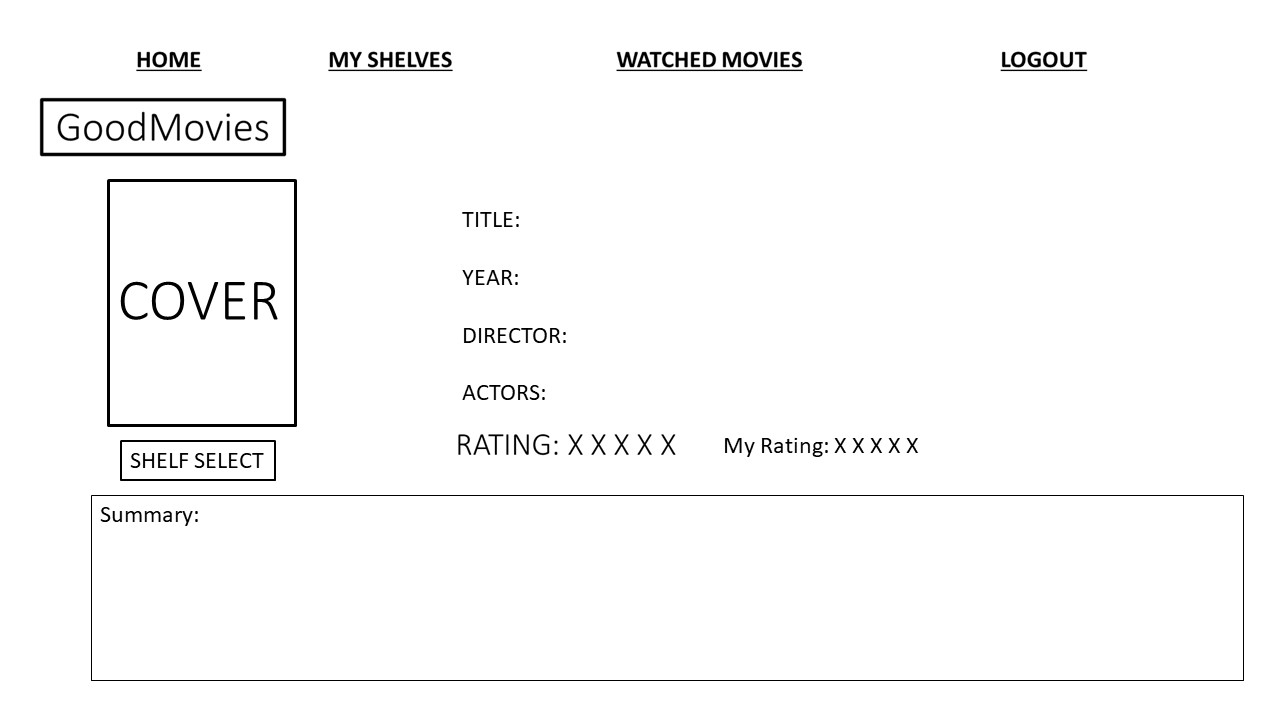 HOME MY SHELVES WATCHED MOVIES LOGOUT
GoodMovies
COVER
SHELF SELECT
TITLE:
YEAR:
DIRECTOR:
ACTORS:
RATING: X X X X X My Rating: X X X X X
Summary: